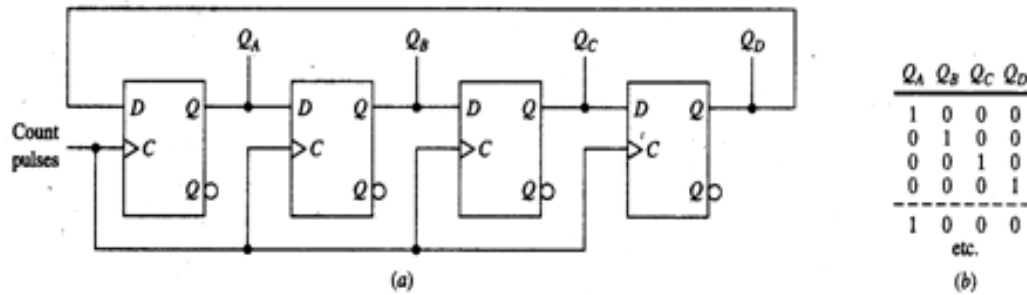 Q_A Q_B Q_C Q_D
D Q D Q D Q D Q
Count
pulses
C C C C
Q Q Q Q
(a)
Q_A Q_B Q_C Q_D
1 0 0 0
0 1 0 0
0 0 1 0
0 0 0 1
1 0 0 0
etc.
(b)